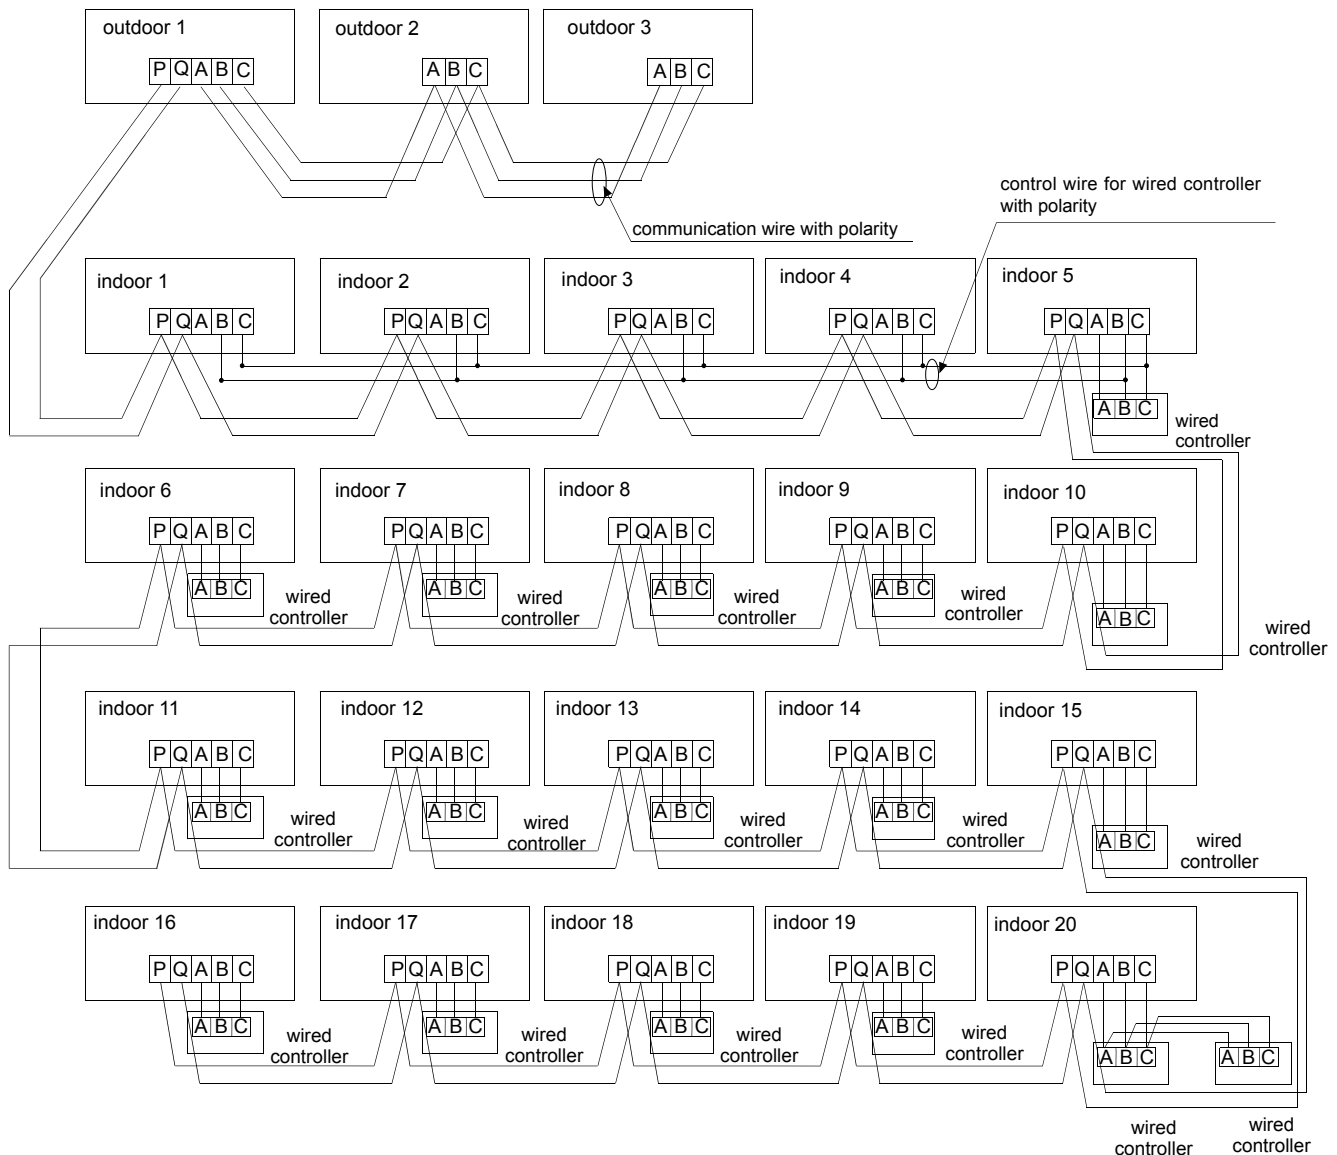 outdoor 1
outdoor 2
outdoor 3
P Q A B C
A B C
A B C
control wire for wired controller
with polarity
communication wire with polarity
indoor 1
indoor 2
indoor 3
indoor 4
indoor 5
P Q A B C
P Q A B C
P Q A B C
P Q A B C
P Q A B C
A B C
wired
controller
indoor 6
indoor 7
indoor 8
indoor 9
indoor 10
P Q A B C
P Q A B C
P Q A B C
P Q A B C
P Q A B C
A B C
wired
controller
A B C
wired
controller
A B C
wired
controller
A B C
wired
controller
A B C
wired
controller
indoor 11
indoor 12
indoor 13
indoor 14
indoor 15
P Q A B C
P Q A B C
P Q A B C
P Q A B C
P Q A B C
A B C
wired
controller
A B C
wired
controller
A B C
wired
controller
A B C
wired
controller
A B C
wired
controller
indoor 16
indoor 17
indoor 18
indoor 19
indoor 20
P Q A B C
P Q A B C
P Q A B C
P Q A B C
P Q A B C
A B C
wired
controller
A B C
wired
controller
A B C
wired
controller
A B C
wired
controller
A B C
A B C
wired
controller
wired
controller